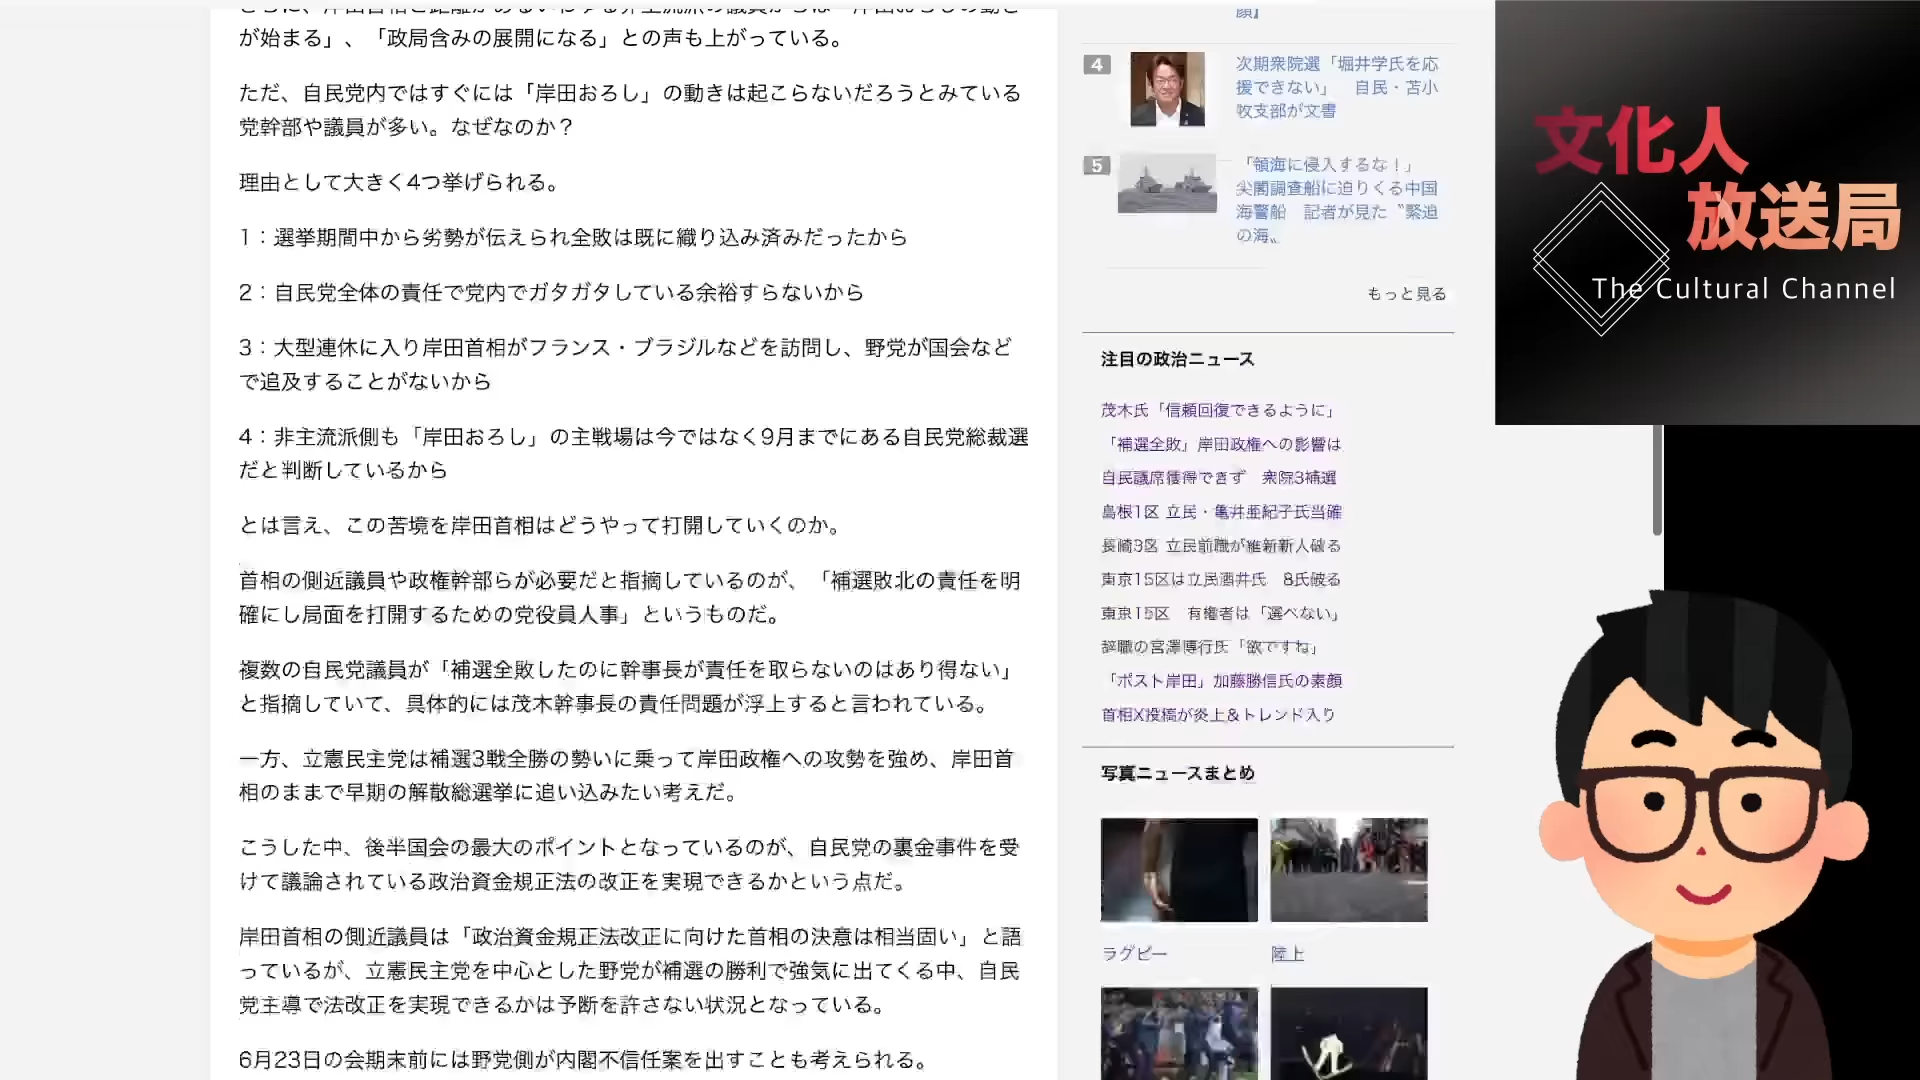 が始まる」、「政局含みの展開になる」との声も上がっている。
ただ、自民党内ではすぐには「岸田おろし」の動きは起こらないだろうとみている
党幹部や議員が多い。なぜなのか？
理由として大きく4つ挙げられる。
1：選挙期間中から劣勢が伝えられ全敗は既に織り込み済みだったから
2：自民党全体の責任で党内でガタガタしている余裕すらないから
3：大型連休に入り岸田首相がフランス・ブラジルなどを訪問し、野党が国会など
で追及することがないから
4：非主流派側も「岸田おろし」の主戦場は今ではなく9月までにある自民党総裁選
だと判断しているから
とは言え、この苦境を岸田首相はどうやって打開していくのか。
首相の側近議員や政権幹部らが必要だと指摘しているのが、「補選敗北の責任を明
確にし局面を打開するための党役員人事」というものだ。
複数の自民党議員が「補選全敗したのに幹事長が責任を取らないのはあり得ない」
と指摘していて、具体的には茂木幹事長の責任問題が浮上すると言われている。
一方、立憲民主党は補選3戦全勝の勢いに乗って岸田政権への攻勢を強め、岸田首
相のままで早期の解散総選挙に追い込みたい考えだ。
こうした中、後半国会の最大のポイントとなっているのが、自民党の裏金事件を受
けて議論されている政治資金規正法の改正を実現できるかという点だ。
岸田首相の側近議員は「政治資金規正法改正に向けた首相の決意は相当固い」と語
っているが、立憲民主党を中心とした野党が補選の勝利で強気に出てくる中、自民
党主導で法改正を実現できるかは予断を許さない状況となっている。
6月23日の会期末前には野党側が内閣不信任案を出すことも考えられる。
顔】
4
次期衆院選「堀井学氏を応
援できない」　自民・苫小
牧支部が文書
5
「領海に侵入するな！」
尖閣調査船に迫りくる中国
海警船　記者が見た〝緊迫
の海〟
もっと見る
注目の政治ニュース
茂木氏「信頼回復できるように」
「補選全敗」岸田政権への影響は
自民議席獲得できず　衆院3補選
島根1区 立民・亀井亜紀子氏当確
長崎3区 立民前職が維新新人破る
東京15区は立民酒井氏　8氏破る
東京15区　有権者は「選べない」
辞職の宮澤博行氏「欲ですね」
「ポスト岸田」加藤勝信氏の素顔
首相X投稿が炎上＆トレンド入り
写真ニュースまとめ
ラグビー
陸上
文化人
放送局
The Cultural Channel